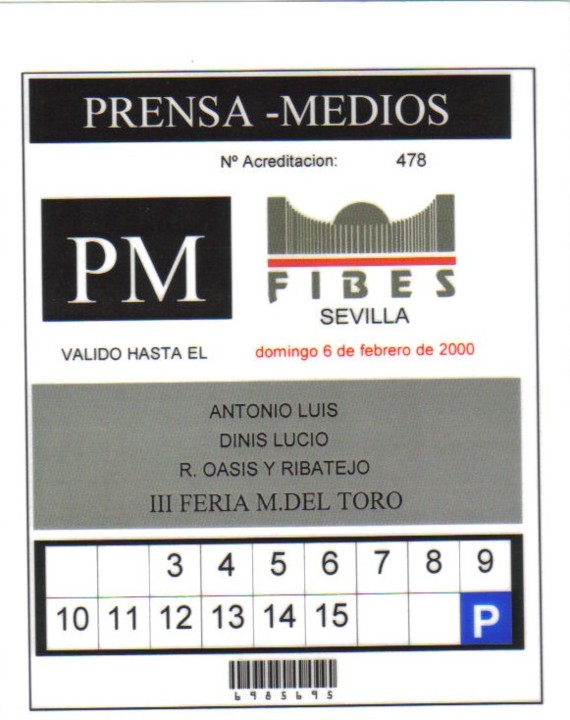 PRENSA -MEDIOS
Nº Acreditacion: 478
PM
FIBES
SEVILLA
VALIDO HASTA EL domingo 6 de febrero de 2000
ANTONIO LUIS
DINIS LUCIO
R. OASIS Y RIBATEJO
III FERIA M.DEL TORO
3 4 5 6 7 8 9
10 11 12 13 14 15 P
6985695